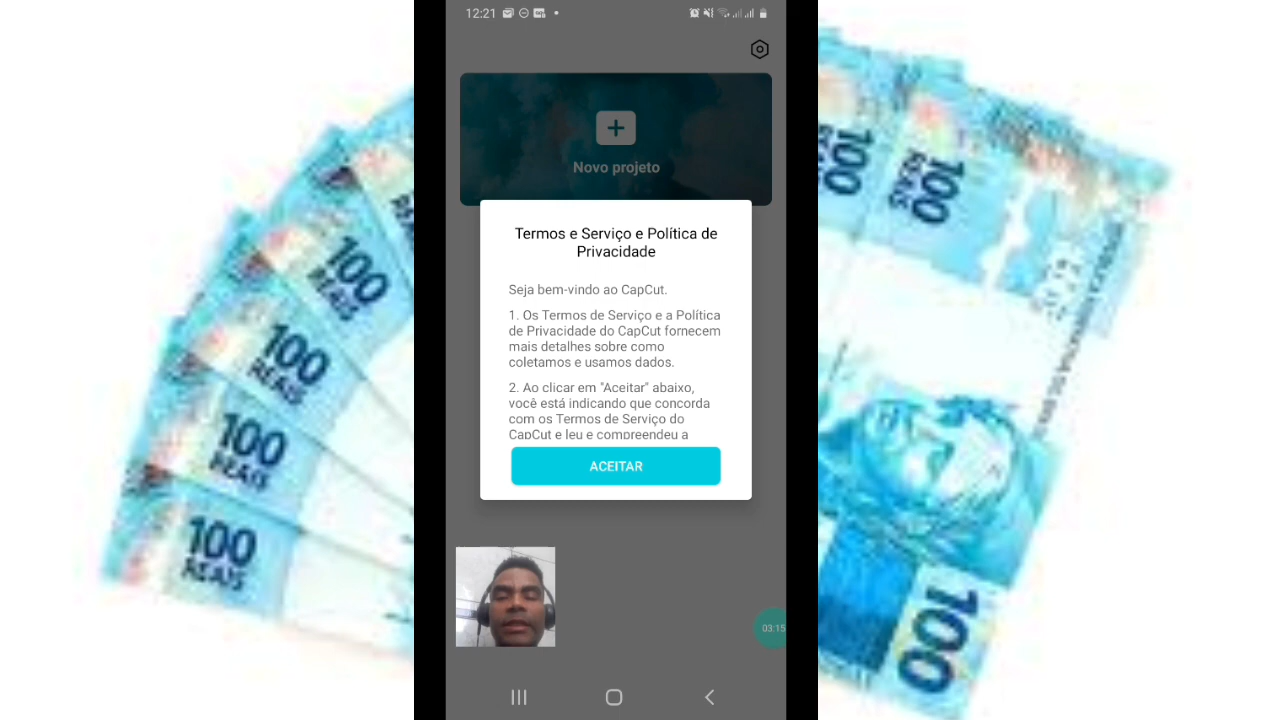 12:21
Novo projeto
Termos e Serviço e Política de
Privacidade
Seja bem-vindo ao CapCut.
1. Os Termos de Serviço e a Política
de Privacidade do CapCut fornecem
mais detalhes sobre como
coletamos e usamos dados.
2. Ao clicar em "Aceitar" abaixo,
você está indicando que concorda
com os Termos de Serviço do
CapCut e leu e compreendeu a
ACEITAR
03:15
100
REAIS
100
REAIS
100
REAIS
100
REAIS
100
REAIS
100
REAIS
100